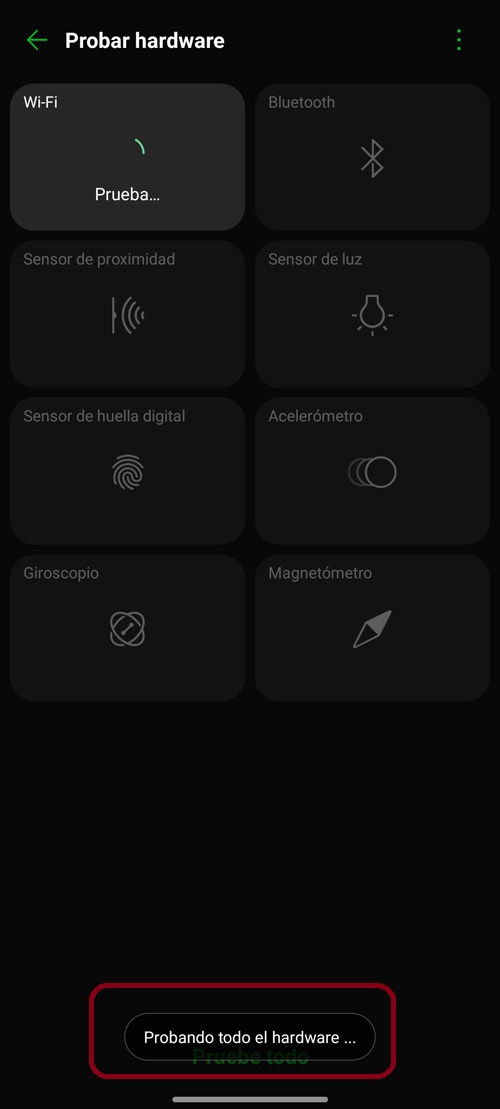 Probar hardware
Wi-Fi
Prueba...
Bluetooth
Sensor de proximidad
Sensor de luz
Sensor de huella digital
Acelerómetro
Giroscopio
Magnetómetro
Probando todo el hardware ...
Pruebe todo